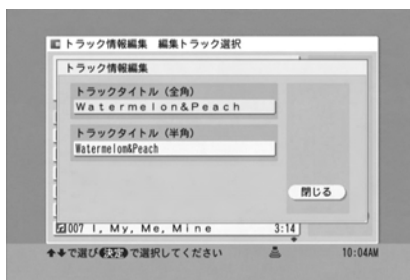 トラック情報編集 編集トラック選択
トラック情報編集
トラックタイトル（全角）
Ｗａｔｅｒｍｅｌｏｎ＆Ｐｅａｃｈ
トラックタイトル（半角）
Watermelon&Peach
閉じる
007 Ｉ，Ｍｙ，Ｍｅ，Ｍｉｎｅ 3:14
で選び決定で選択してください 10:04AM